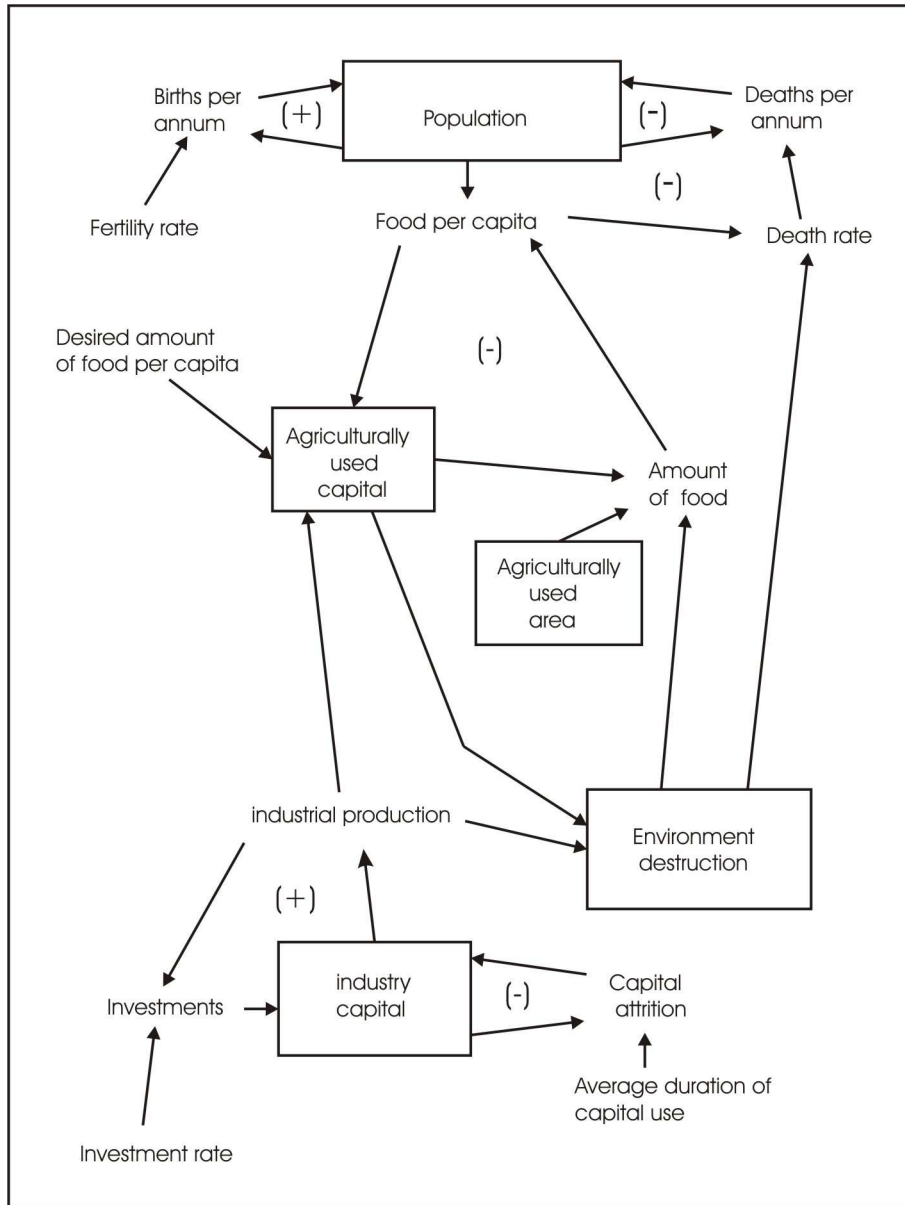 Births per
annum
(+)
Population
(-)
Deaths per
annum
(-)
Fertility rate
Food per capita
Death rate
Desired amount
of food per capita
(-)
Agriculturally
used
capital
Amount
of food
Agriculturally
used
area
industrial production
Environment
destruction
(+)
industry
capital
(-)
Capital
attrition
Investments
Average duration of
capital use
Investment rate